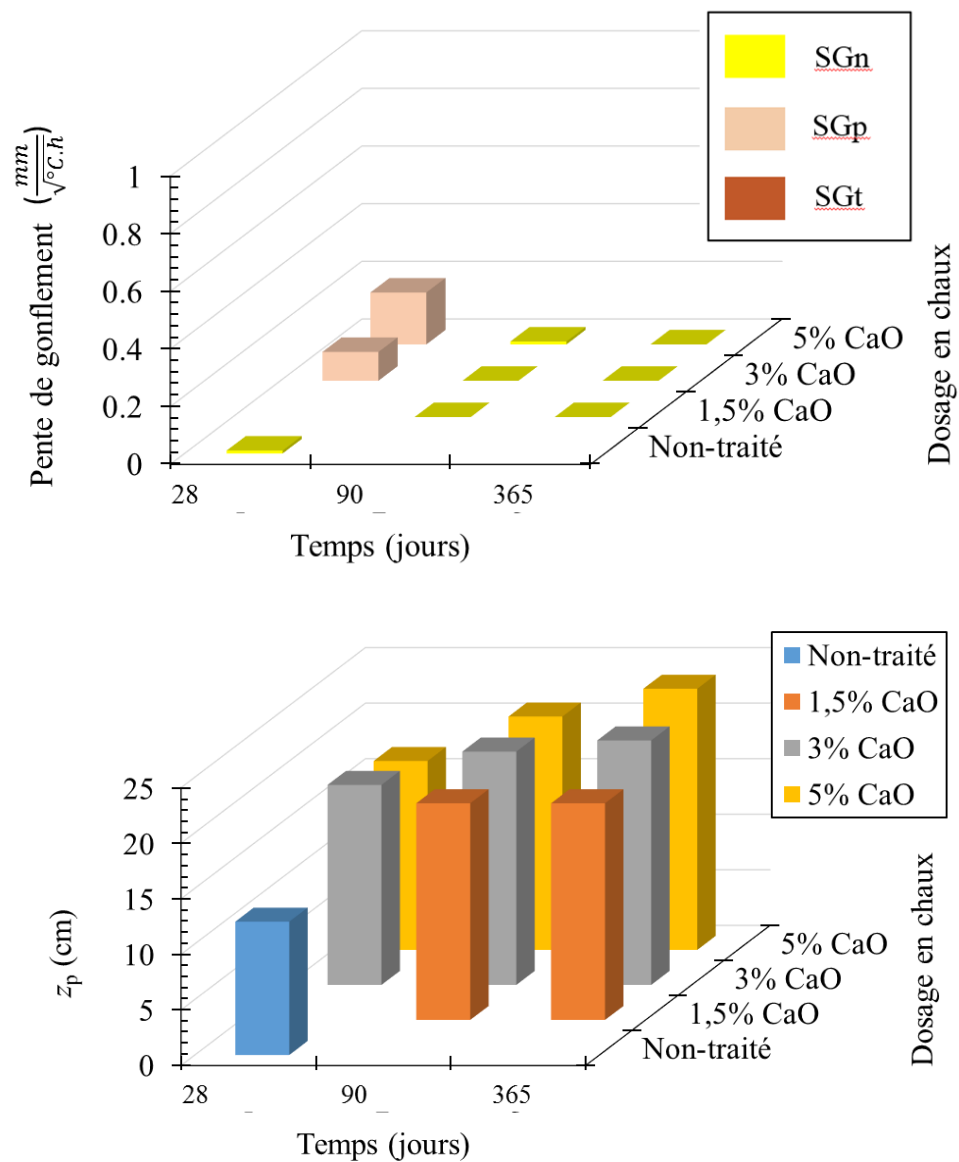 SGn
SGp
SGt
Pente de gonflement (mm/√°C.h)
1
0.8
0.6
0.4
0.2
0
28
90
365
Temps (jours)
Non-traité
1,5% CaO
3% CaO
5% CaO
Dosage en chaux
Non-traité
1,5% CaO
3% CaO
5% CaO
zp (cm)
25
20
15
10
5
0
28
90
365
Temps (jours)
Non-traité
1,5% CaO
3% CaO
5% CaO
Dosage en chaux